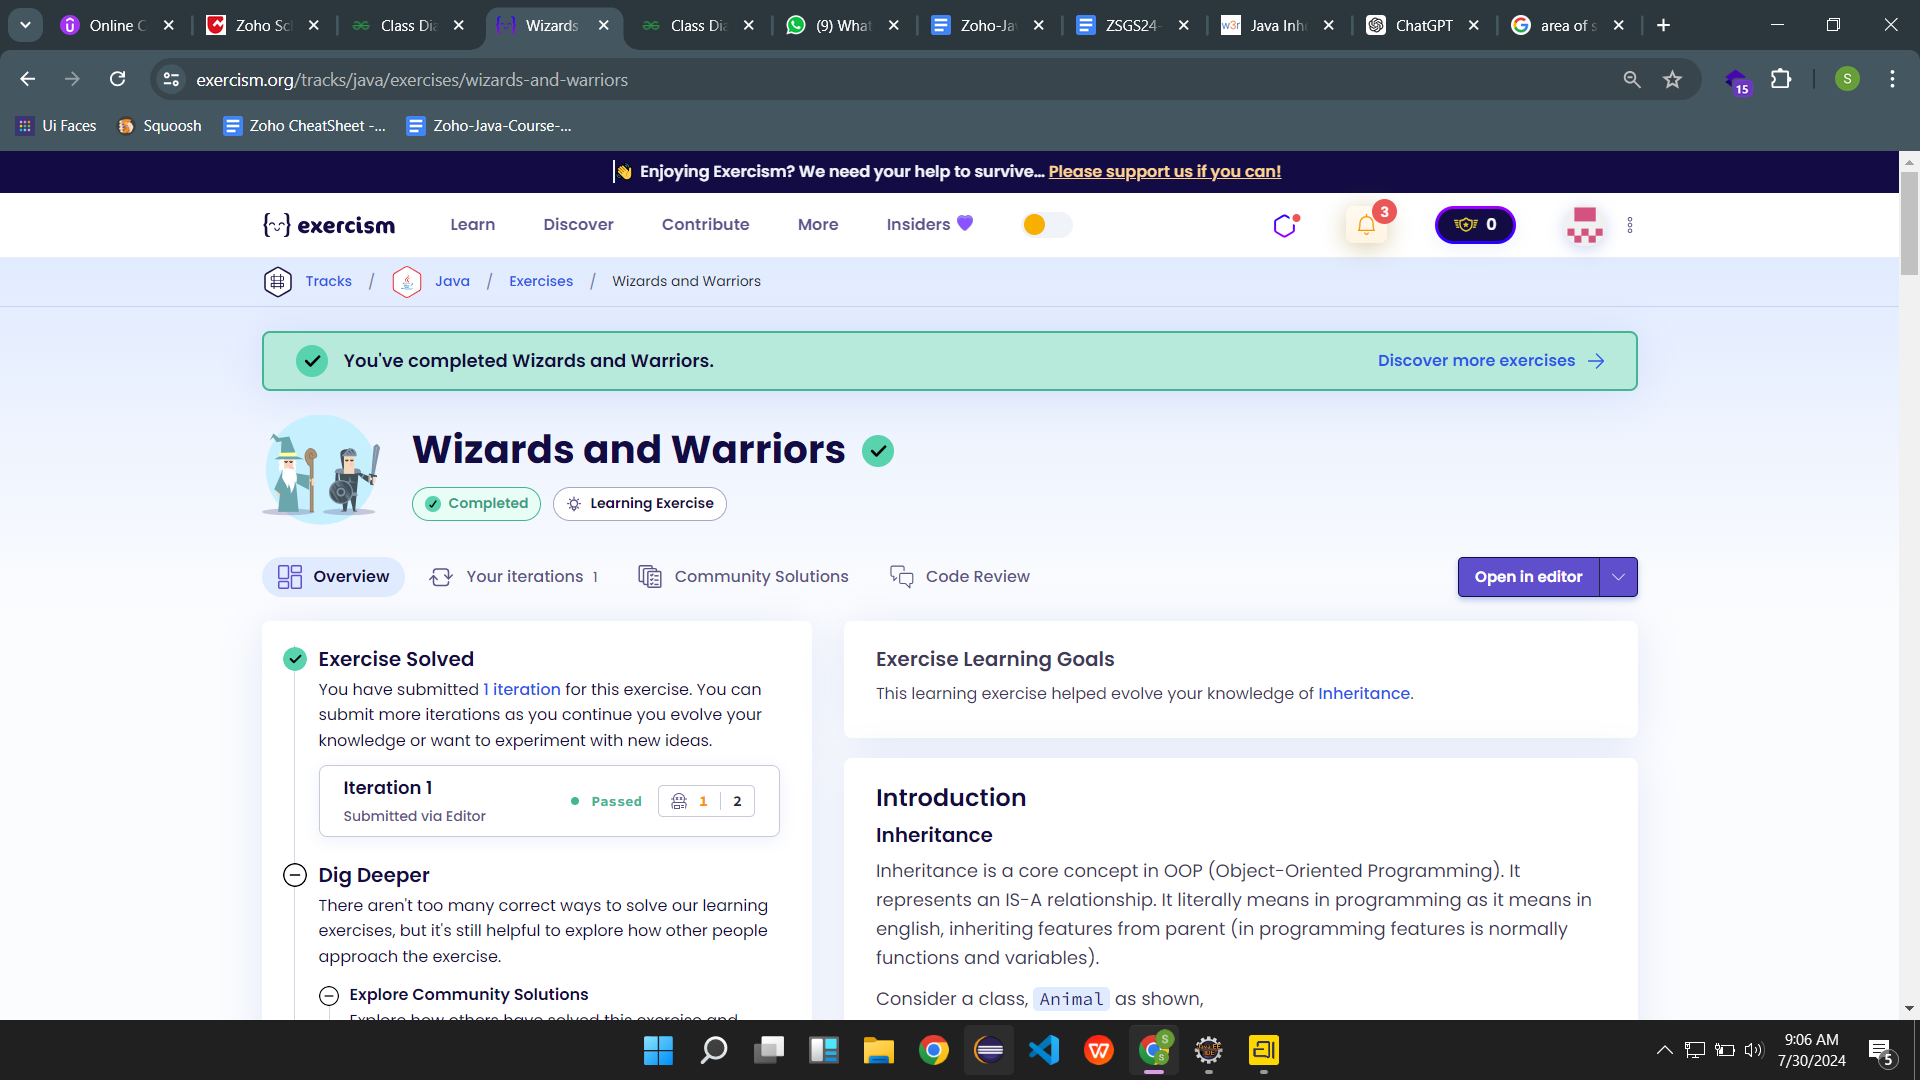 Online C
Zoho Sc
Class Dia
Wizards
Class Dia
(9) What
Zoho-Ja
ZSGS24-
w3r Java Inh
ChatGPT
area of s
exercism.org/tracks/java/exercises/wizards-and-warriors
15
S
Ui Faces
Squoosh
Zoho CheatSheet -...
Zoho-Java-Course-...
👋 Enjoying Exercism? We need your help to survive... Please support us if you can!
exercism
Learn
Discover
Contribute
More
Insiders 💜
3
0
Tracks / Java / Exercises / Wizards and Warriors
You've completed Wizards and Warriors.
Discover more exercises
Wizards and Warriors
Completed
Learning Exercise
Overview
Your iterations 1
Community Solutions
Code Review
Open in editor
Exercise Solved
You have submitted 1 iteration for this exercise. You can
submit more iterations as you continue you evolve your
knowledge or want to experiment with new ideas.
Iteration 1
Submitted via Editor
Passed
1 2
Dig Deeper
There aren't too many correct ways to solve our learning
exercises, but it's still helpful to explore how other people
approach the exercise.
Explore Community Solutions
Explore how others have solved this exercise and
Exercise Learning Goals
This learning exercise helped evolve your knowledge of Inheritance.
Introduction
Inheritance
Inheritance is a core concept in OOP (Object-Oriented Programming). It
represents an IS-A relationship. It literally means in programming as it means in
english, inheriting features from parent (in programming features is normally
functions and variables).
Consider a class, Animal as shown,
9:06 AM
7/30/2024
5